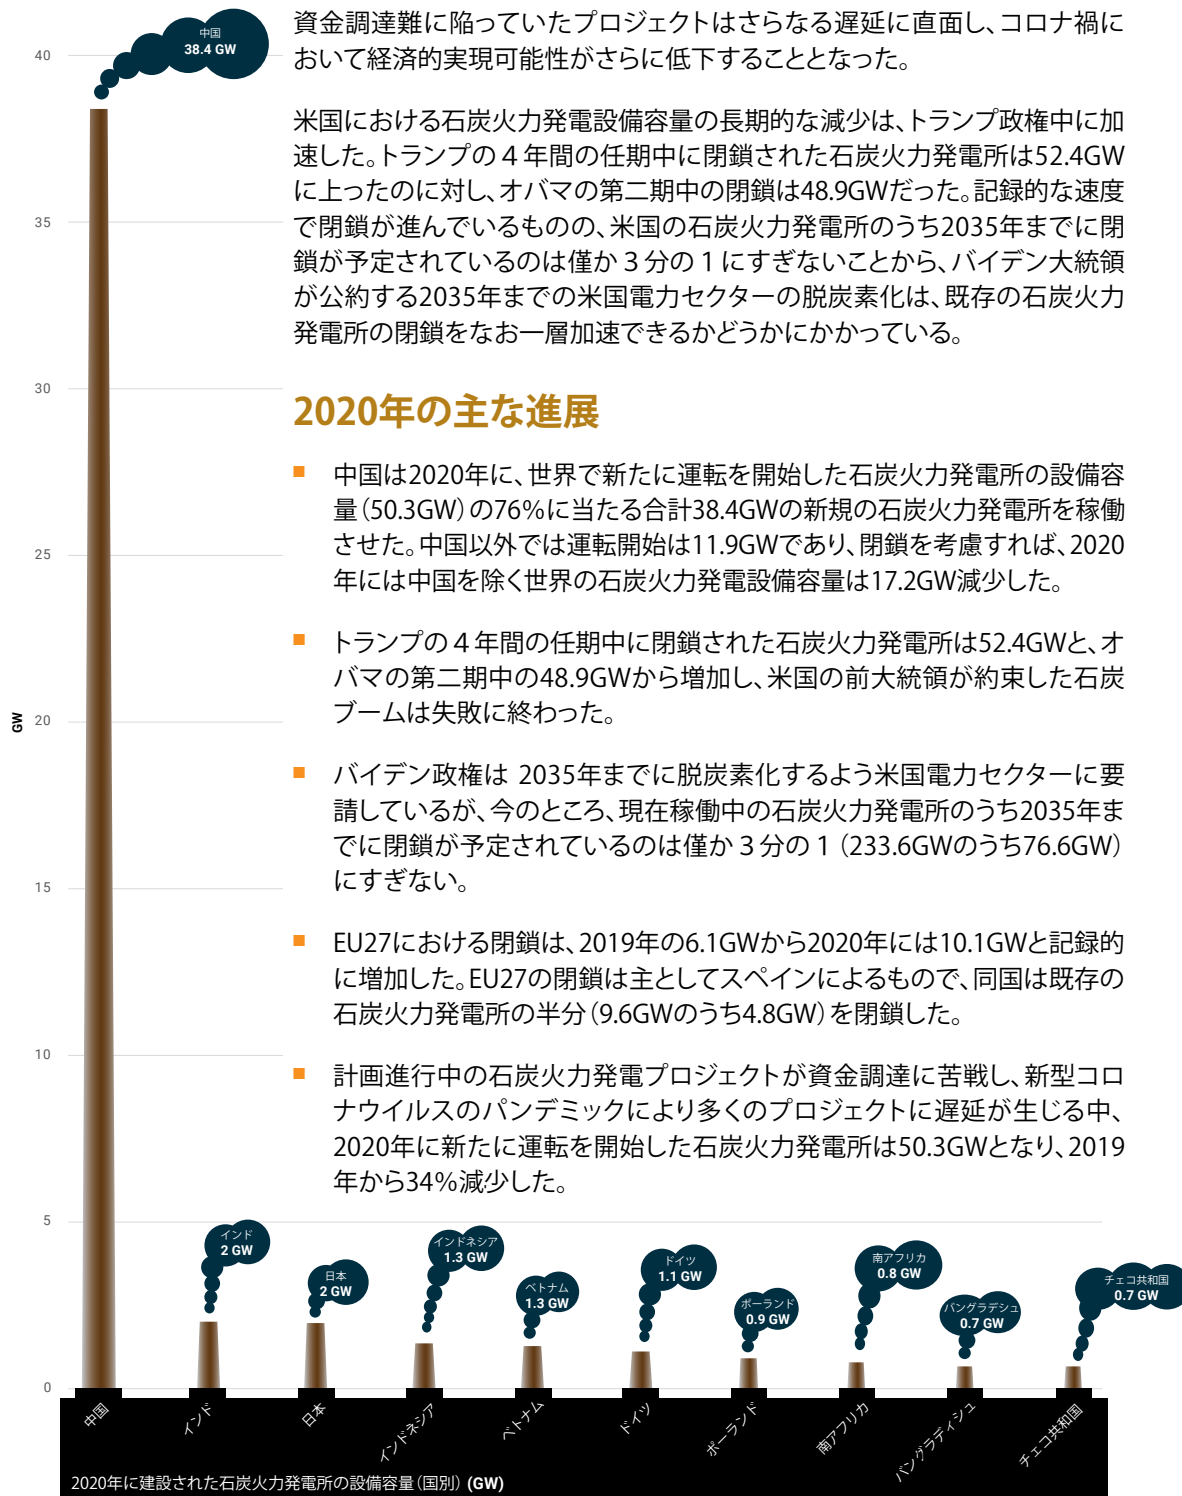 資金調達難に陥っていたプロジェクトはさらなる遅延に直面し、コロナ禍に
おいて経済的実現可能性がさらに低下することとなった。
米国における石炭火力発電設備容量の長期的な減少は、トランプ政権中に加
速した。トランプの４年間の任期中に閉鎖された石炭火力発電所は52.4GW
に上ったのに対し、オバマの第二期中の閉鎖は48.9GWだった。記録的な速度
で閉鎖が進んでいるものの、米国の石炭火力発電所のうち2035年までに閉
鎖が予定されているのは僅か３分の１にすぎないことから、バイデン大統領
が公約する2035年までの米国電力セクターの脱炭素化は、既存の石炭火力
発電所の閉鎖をなお一層加速できるかどうかにかかっている。
2020年の主な進展
■ 中国は2020年に、世界で新たに運転を開始した石炭火力発電所の設備容
量（50.3GW）の76%に当たる合計38.4GWの新規の石炭火力発電所を稼働
させた。中国以外では運転開始は11.9GWであり、閉鎖を考慮すれば、2020
年には中国を除く世界の石炭火力発電設備容量は17.2GW減少した。
■ トランプの４年間の任期中に閉鎖された石炭火力発電所は52.4GWと、オ
バマの第二期中の48.9GWから増加し、米国の前大統領が約束した石炭
ブームは失敗に終わった。
■ バイデン政権は 2035年までに脱炭素化するよう米国電力セクターに要
請しているが、今のところ、現在稼働中の石炭火力発電所のうち2035年ま
でに閉鎖が予定されているのは僅か３分の１（233.6GWのうち76.6GW）
にすぎない。
■ EU27における閉鎖は、2019年の6.1GWから2020年には10.1GWと記録的
に増加した。EU27の閉鎖は主としてスペインによるもので、同国は既存の
石炭火力発電所の半分（9.6GWのうち4.8GW）を閉鎖した。
■ 計画進行中の石炭火力発電プロジェクトが資金調達に苦戦し、新型コロ
ナウイルスのパンデミックにより多くのプロジェクトに遅延が生じる中、
2020年に新たに運転を開始した石炭火力発電所は50.3GWとなり、2019
年から34%減少した。
GW
40
35
30
25
20
15
10
5
0
中国
38.4 GW
インド
2 GW
日本
2 GW
インドネシア
1.3 GW
ベトナム
1.3 GW
ドイツ
1.1 GW
ポーランド
0.9 GW
南アフリカ
0.8 GW
バングラデシュ
0.7 GW
チェコ共和国
0.7 GW
中国
インド
日本
インドネシア
ベトナム
ドイツ
ポーランド
南アフリカ
バングラディシュ
チェコ共和国
2020年に建設された石炭火力発電所の設備容量（国別）(GW)